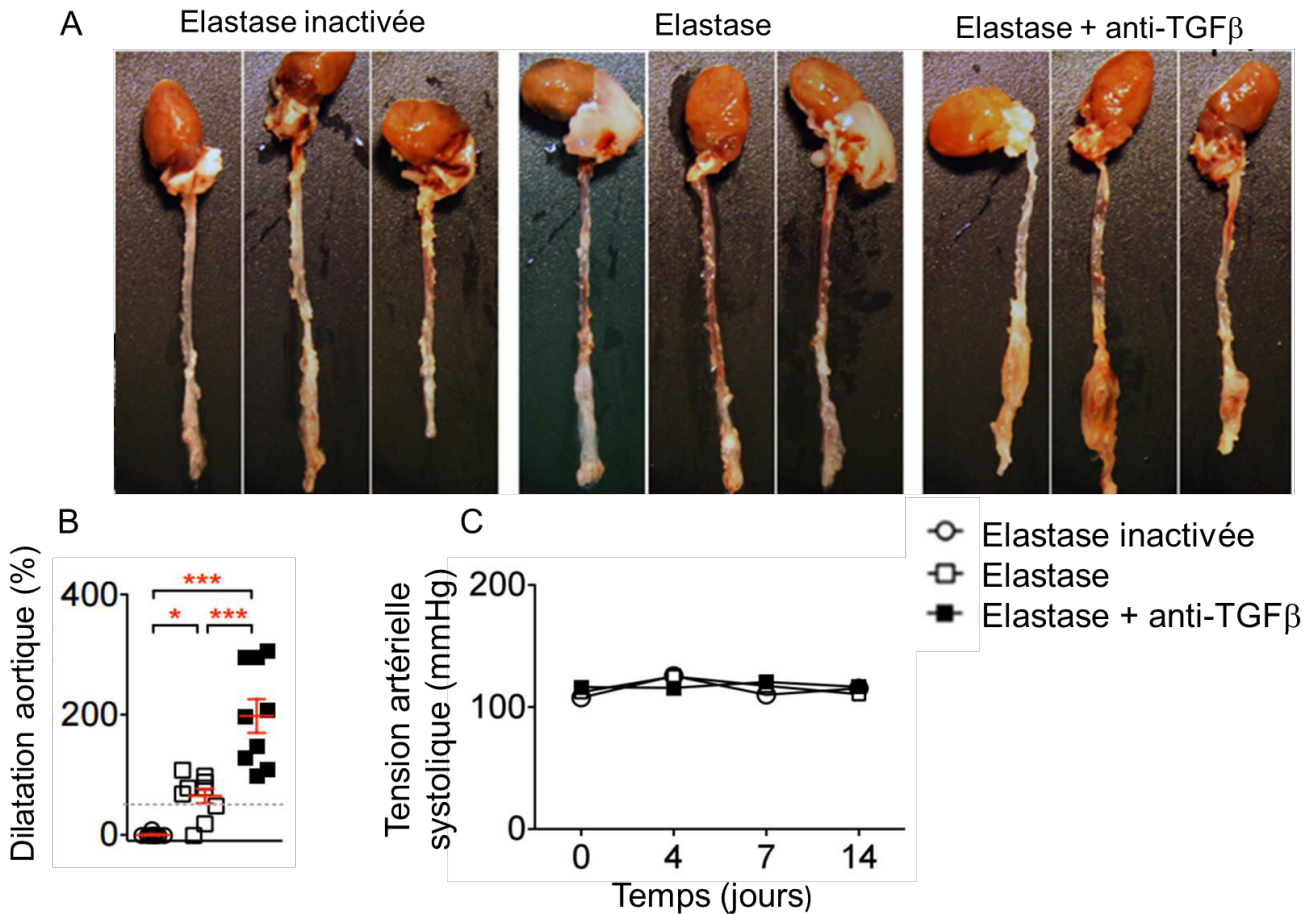 A
Elastase inactivée
Elastase
Elastase + anti-TGFβ
B
Dilatation aortique (%)
400
200
0
***
*
***
C
Tension artérielle
systolique (mmHg)
200
100
0
0
4
7
14
Temps (jours)
Elastase inactivée
Elastase
Elastase + anti-TGFβ